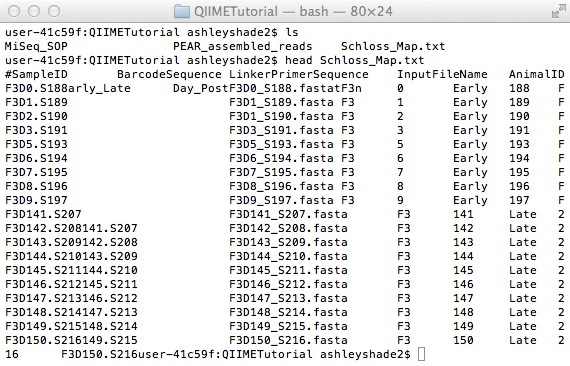 QIIMETutorial — bash — 80×24
user-41c59f:QIIMETutorial ashleyshade2$ ls
MiSeq_SOP PEAR_assembled_reads Schloss_Map.txt
user-41c59f:QIIMETutorial ashleyshade2$ head Schloss_Map.txt
#SampleID BarcodeSequence LinkerPrimerSequence InputFileName AnimalID
F3D0.S188arly_Late Day_PostF3D0_S188.fastatF3n 0 Early 188 F
F3D1.S189 F3D1_S189.fasta F3 1 Early 189 F
F3D2.S190 F3D2_S190.fasta F3 2 Early 190 F
F3D3.S191 F3D3_S191.fasta F3 3 Early 191 F
F3D5.S193 F3D5_S193.fasta F3 5 Early 193 F
F3D6.S194 F3D6_S194.fasta F3 6 Early 194 F
F3D7.S195 F3D7_S195.fasta F3 7 Early 195 F
F3D8.S196 F3D8_S196.fasta F3 8 Early 196 F
F3D9.S197 F3D9_S197.fasta F3 9 Early 197 F
F3D141.S207 F3D141_S207.fasta F3 141 Late 2
F3D142.S208141.S207 F3D142_S208.fasta F3 142 Late 2
F3D143.S209142.S208 F3D143_S209.fasta F3 143 Late 2
F3D144.S210143.S209 F3D144_S210.fasta F3 144 Late 2
F3D145.S211144.S210 F3D145_S211.fasta F3 145 Late 2
F3D146.S212145.S211 F3D146_S212.fasta F3 146 Late 2
F3D147.S213146.S212 F3D147_S213.fasta F3 147 Late 2
F3D148.S214147.S213 F3D148_S214.fasta F3 148 Late 2
F3D149.S215148.S214 F3D149_S215.fasta F3 149 Late 2
F3D150.S216149.S215 F3D150_S216.fasta F3 150 Late 2
16 F3D150.S216user-41c59f:QIIMETutorial ashleyshade2$